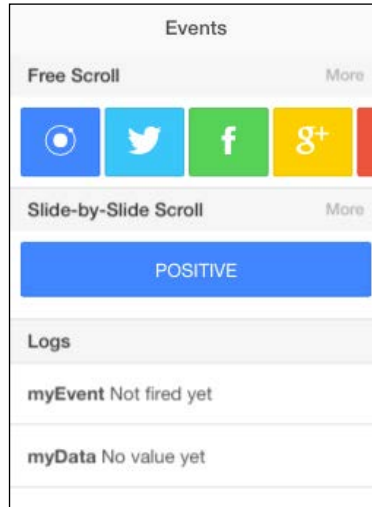 Events
Free Scroll More
f g+
Slide-by-Slide Scroll More
POSITIVE
Logs
myEvent Not fired yet
myData No value yet